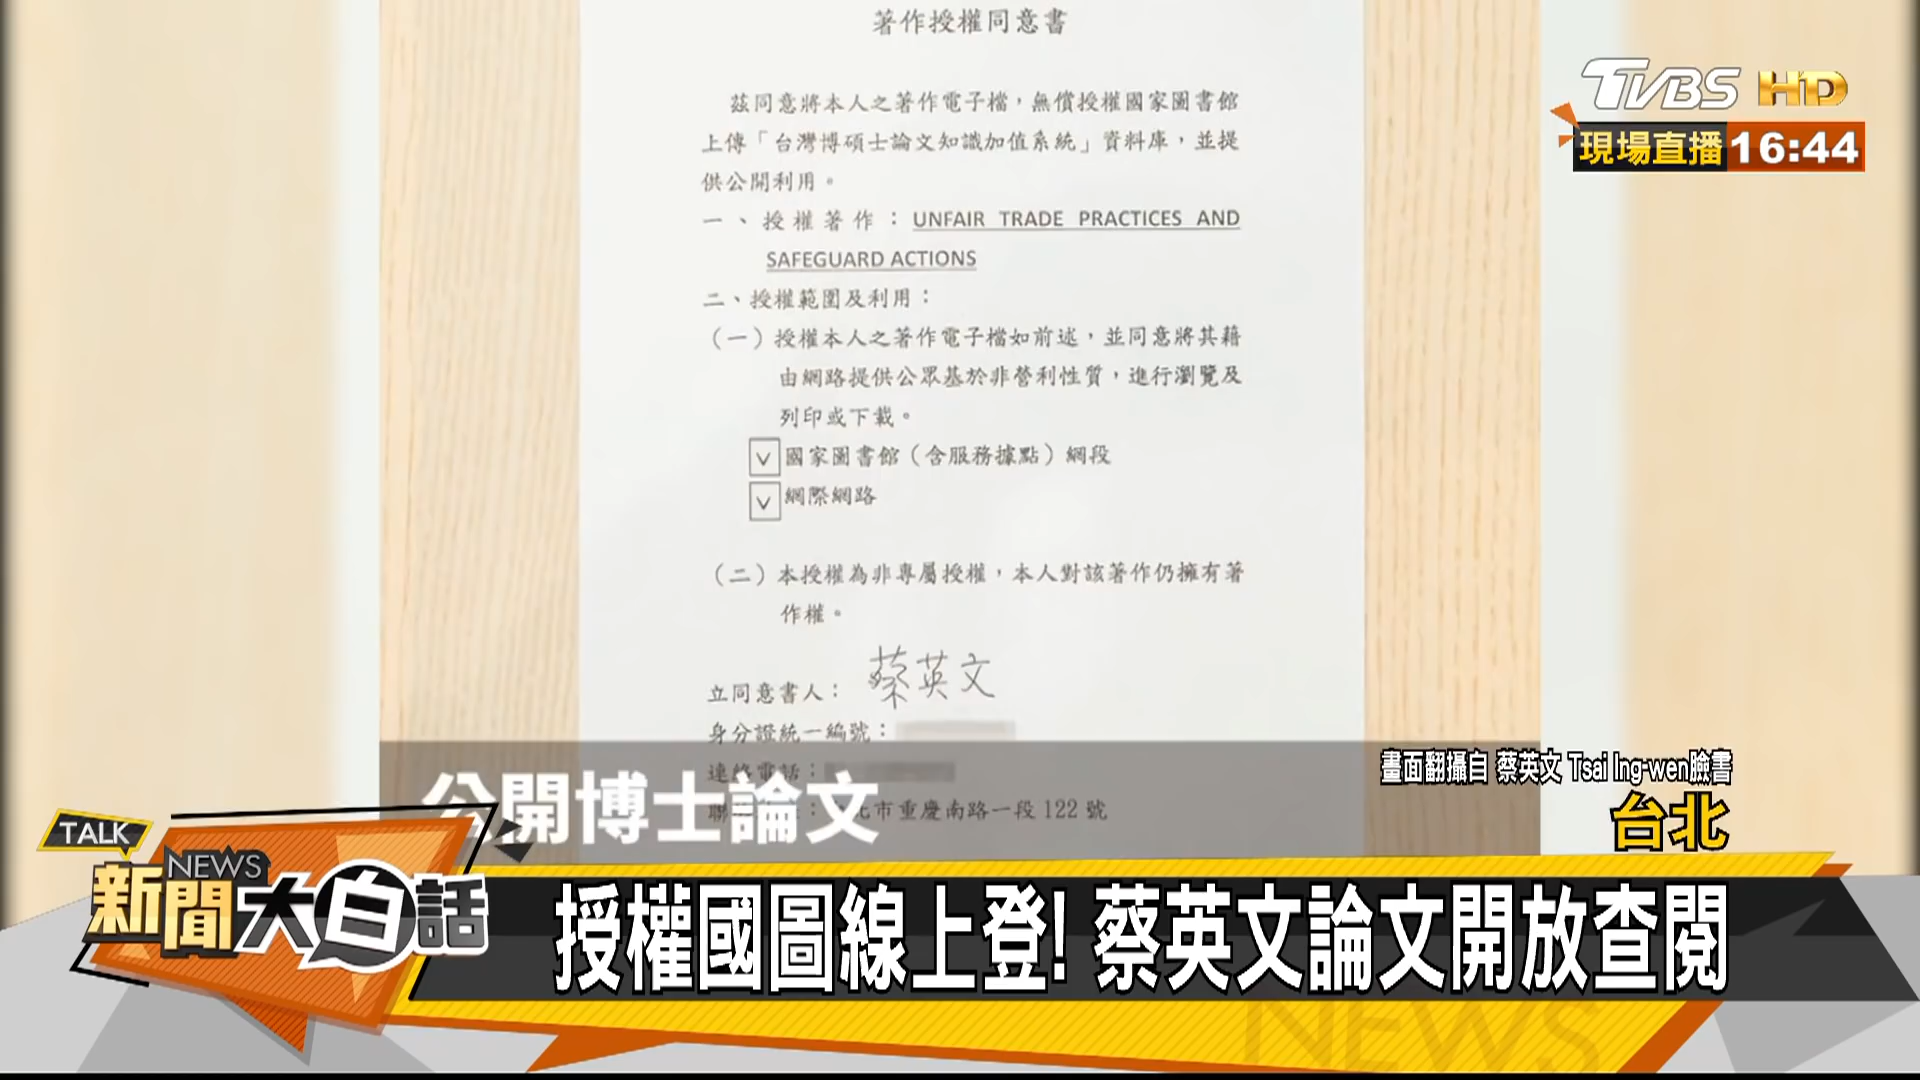 著作授權同意書
茲同意將本人之著作電子檔，無償授權國家圖書館
上傳「台灣博碩士論文知識加值系統」資料庫，並提
供公開利用。
一、授權著作：UNFAIR TRADE PRACTICES AND
SAFEGUARD ACTIONS
二、授權範圍及利用：
（一）授權本人之著作電子檔如前述，並同意將其藉
由網路提供公眾基於非營利性質，進行瀏覽及
列印或下載。
國家圖書館（含服務據點）網段
網際網路
（二）本授權為非專屬授權，本人對該著作仍擁有著
作權。
立同意書人：蔡英文
身分證統一編號：
連絡電話：
北市重慶南路一段122號
TVBS HD
現場直播 16:44
畫面翻攝自 蔡英文 Tsai Ing-wen臉書
台北
公開博士論文
TALK
NEWS
新聞大白話
授權國圖線上登! 蔡英文論文開放查閱
NEWS